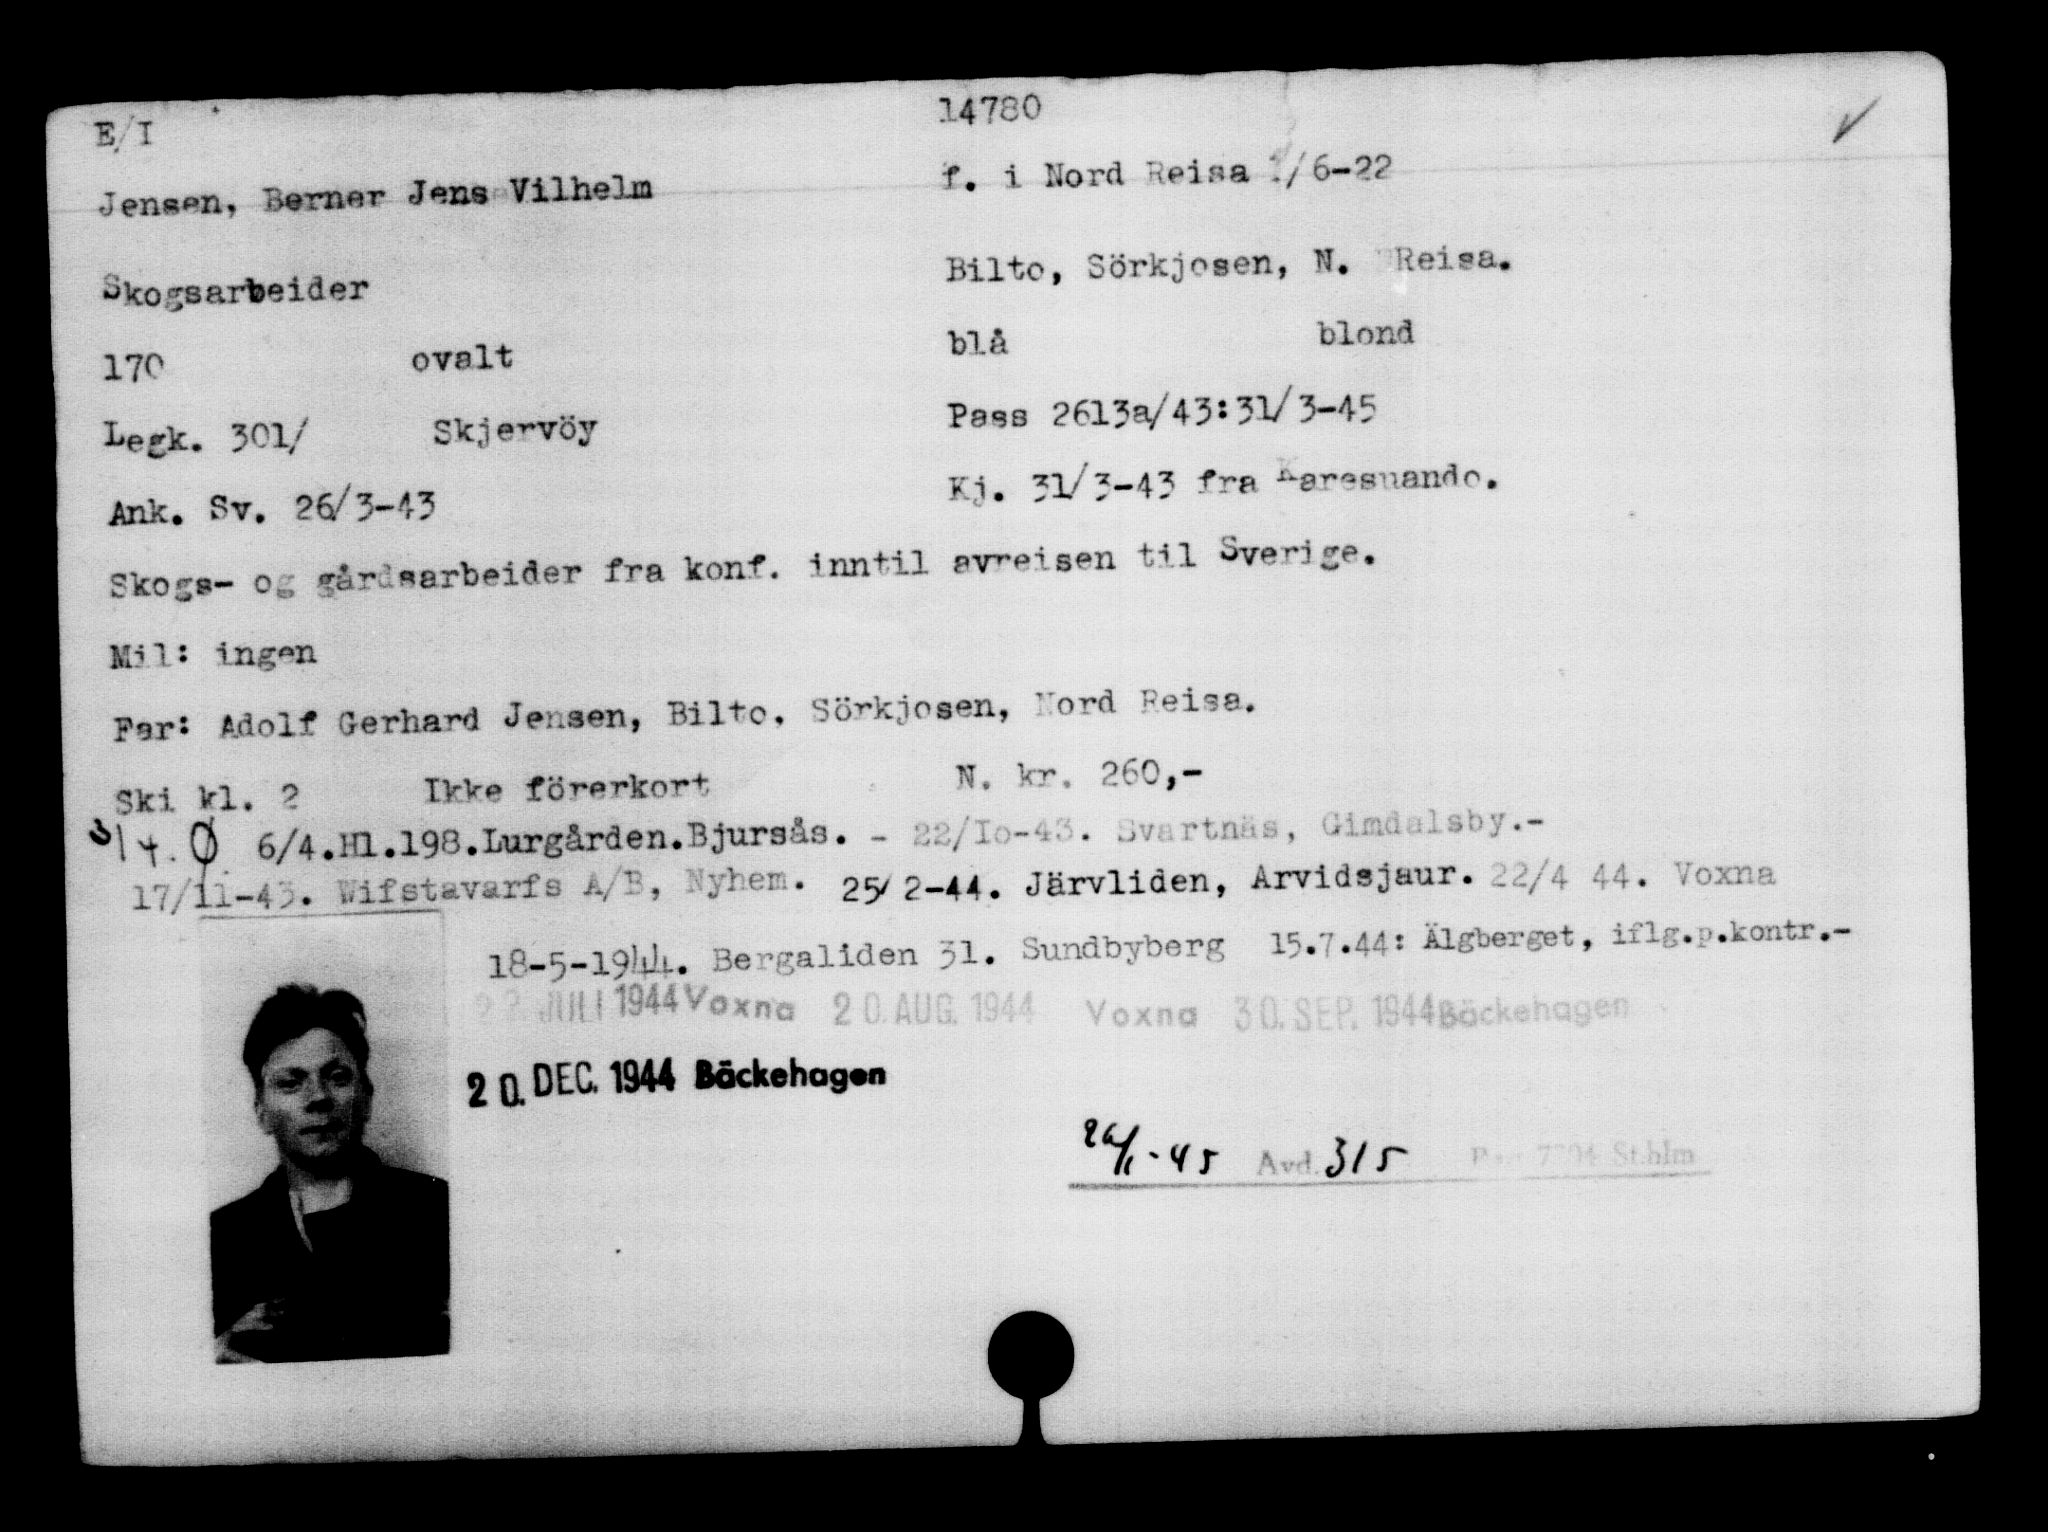 E/I 14780
Jensen, Berner Jens Vilhelm f. i Nord Reisa /6-22
Skogsarbeider Bilto, Sörkjosen, N. Reisa.
170 ovalt blå blond
Legk. 301/ Skjervöy Pass 2613a/43:31/3-45
Ank. Sv. 26/3-43 Kj. 31/3-43 fra Karesuando.
Skogs- og gårdsarbeider fra konf. inntil avreisen til Sverige.
Mil: ingen
Far: Adolf Gerhard Jensen, Bilto, Sörkjosen, Nord Reisa.
Ski kl. 2 Ikke förerkort N. kr. 260,-
3/4. Ø 6/4.Hl.198.Lurgården.Bjursås. - 22/Io-43. Svartnäs, Gimdalsby.-
17/11-43. Wifstavarfs A/B, Nyhem. 25/2-44. Järvliden, Arvidsjaur. 22/4 44. Voxna
18-5-1944. Bergaliden 31. Sundbyberg 15.7.44: Älgberget, iflg.p.kontr.-
JULI 1944 Voxna 20. AUG. 1944 Voxna 30. SEP. 1944 Bäckehagen
20. DEC. 1944 Bäckehagen
26/1-45 Avd. 315 St.hlm